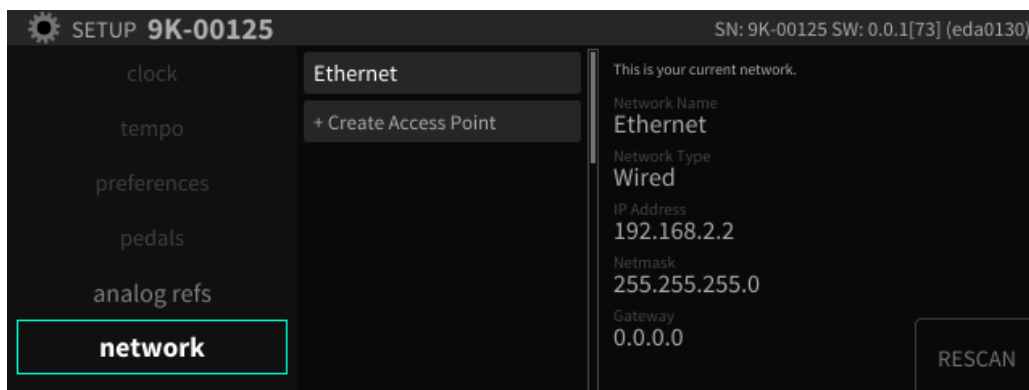 SETUP 9K-00125
SN: 9K-00125 SW: 0.0.1[73] (eda0130)
clock
tempo
preferences
pedals
analog refs
network
Ethernet
+ Create Access Point
This is your current network.
Network Name
Ethernet
Network Type
Wired
IP Address
192.168.2.2
Netmask
255.255.255.0
Gateway
0.0.0.0
RESCAN